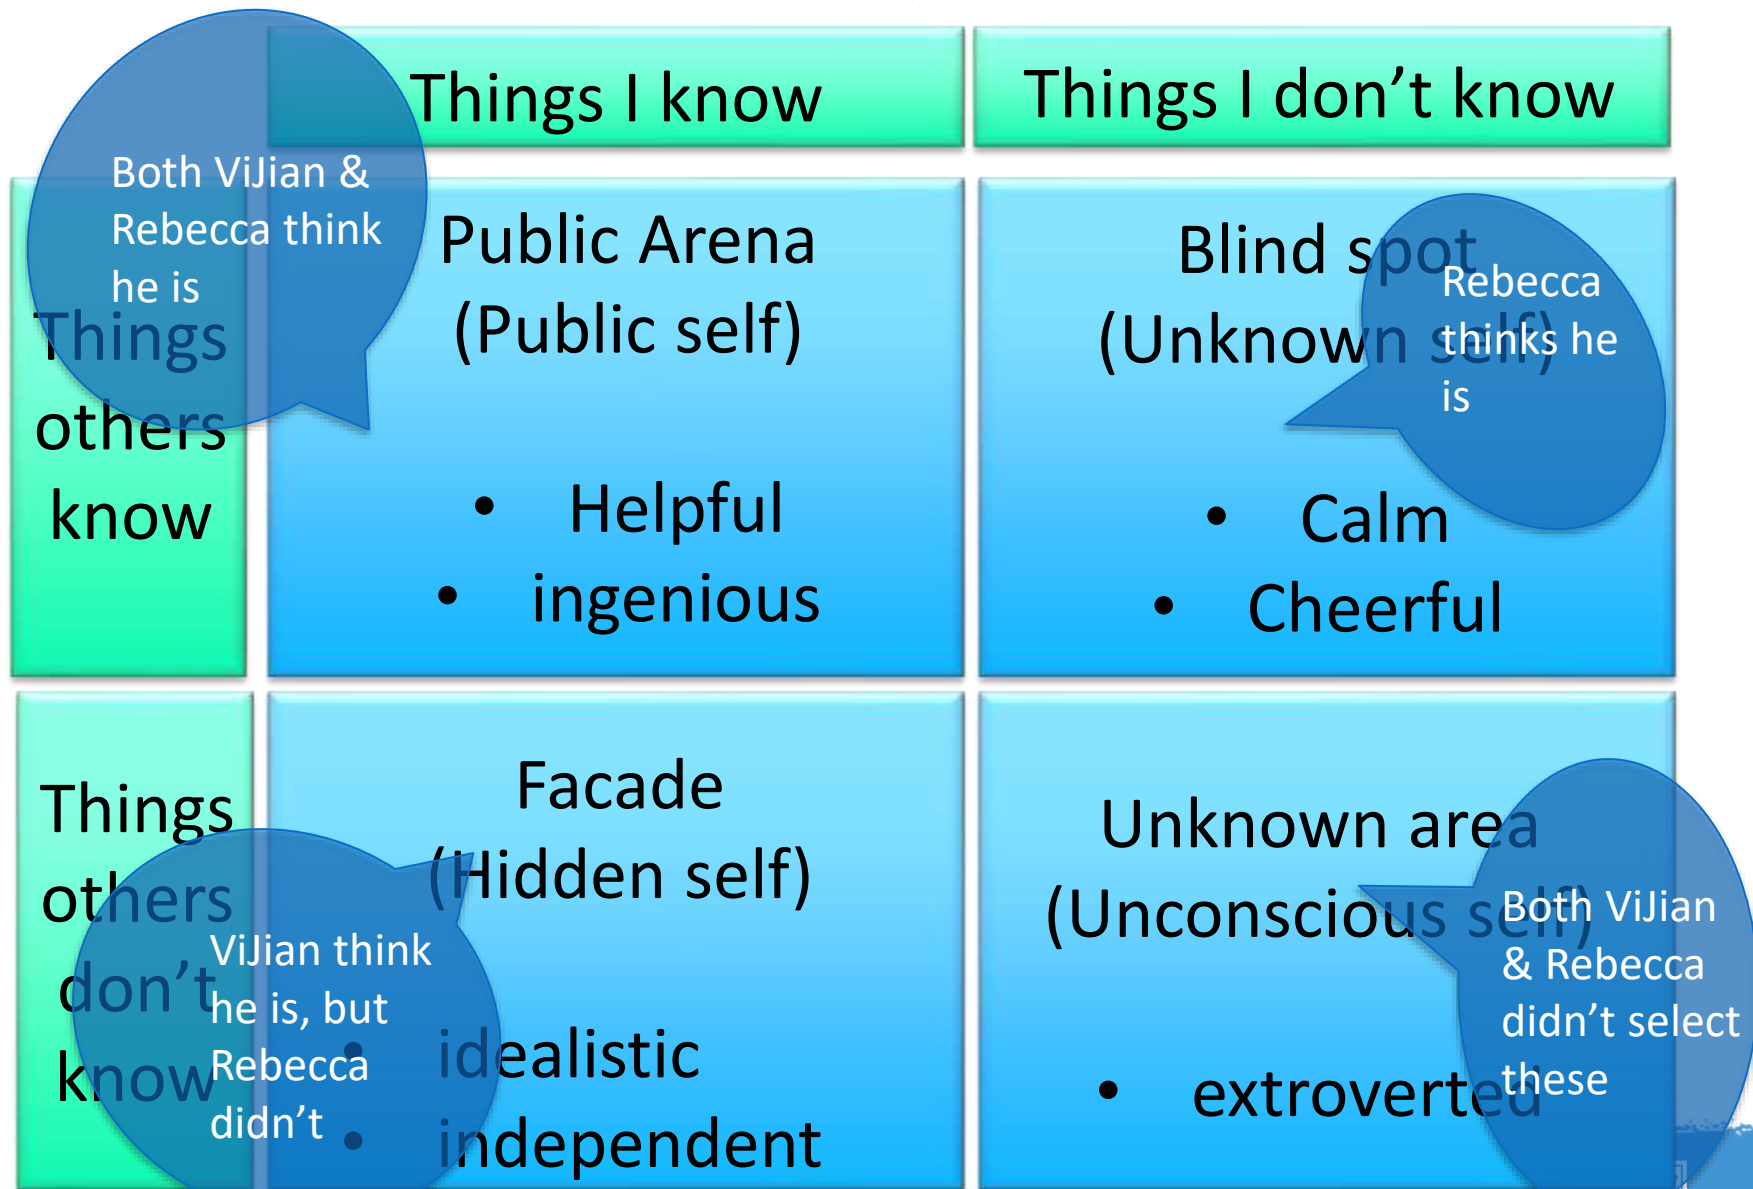 Things I know
Things I don't know
Both ViJian &
Rebecca think
he is
Things
others
know
Public Arena
(Public self)
• Helpful
• ingenious
Blind spot
(Unknown self)
Rebecca
thinks he
is
• Calm
• Cheerful
Things
others
don't
know
ViJian think
he is, but
Rebecca
didn't
Facade
(Hidden self)
• idealistic
• independent
Unknown area
(Unconscious self)
Both ViJian
& Rebecca
didn't select
these
• extroverted